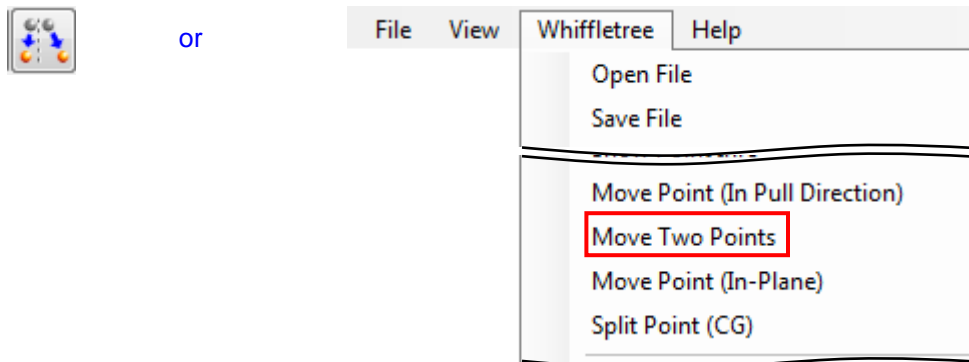 or
File View Whiffletree Help
Open File
Save File
Move Point (In Pull Direction)
Move Two Points
Move Point (In-Plane)
Split Point (CG)